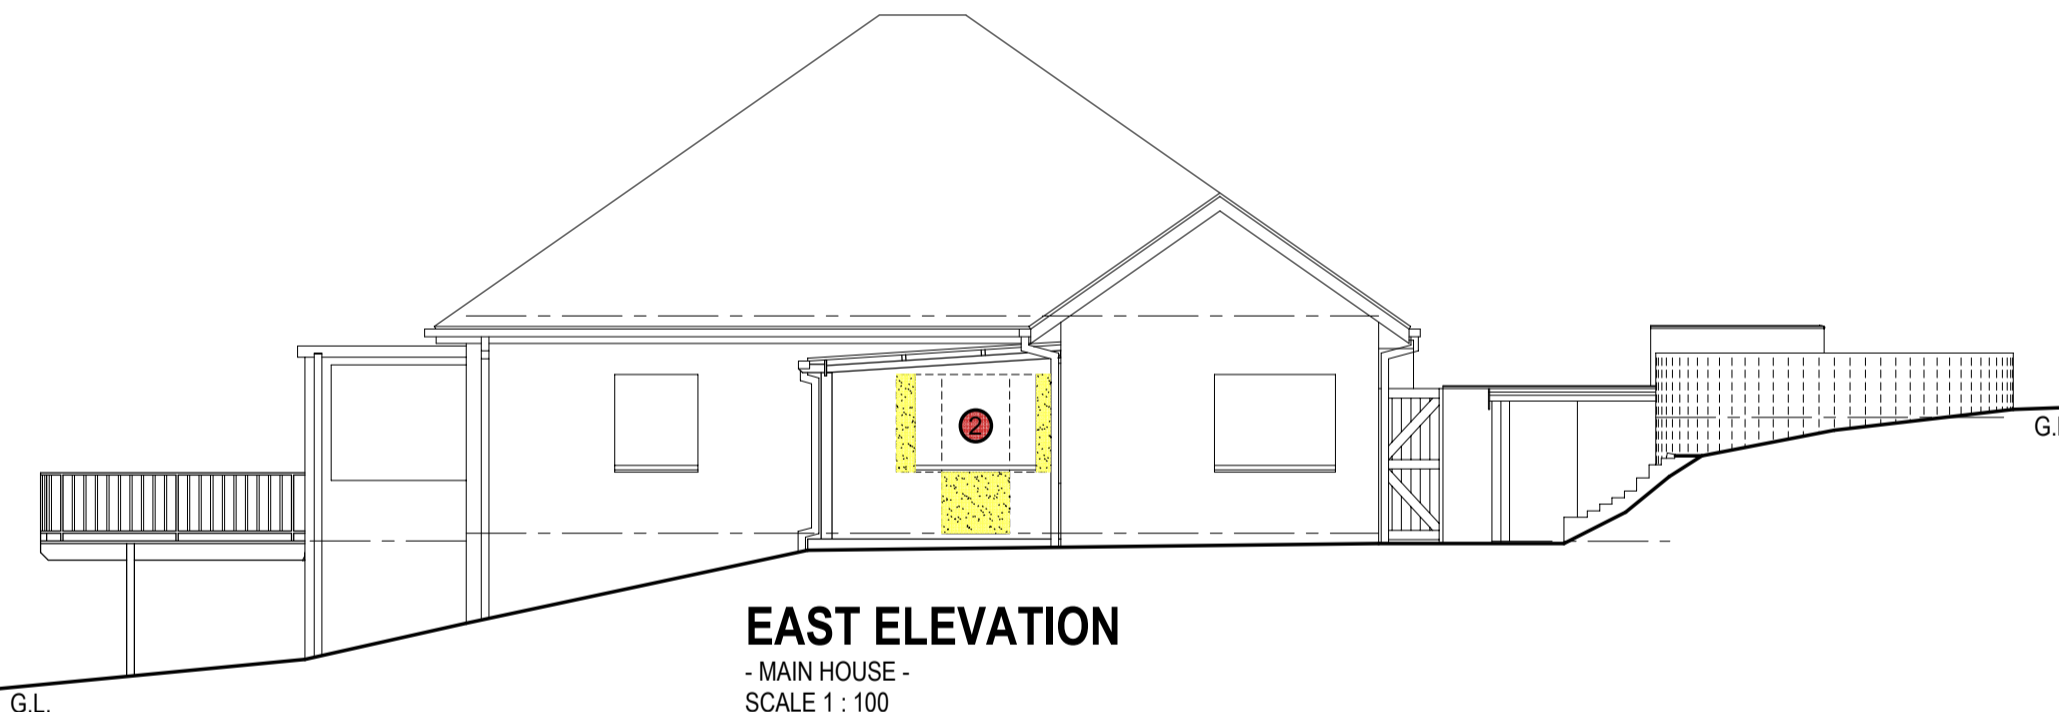 2
G.L
EAST ELEVATION
- MAIN HOUSE -
SCALE 1 : 100
G.L.